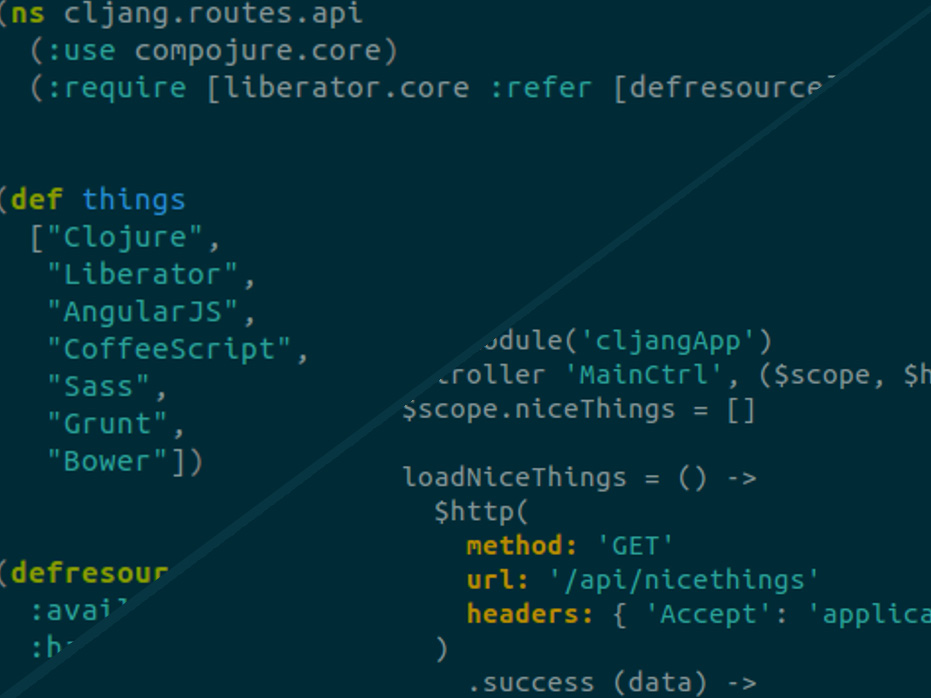 (ns cljang.routes.api
(:use compojure.core)
(:require [liberator.core :refer [defresource]
(def things
["Clojure",
"Liberator",
"AngularJS",
"CoffeeScript",
"Sass",
"Grunt",
"Bower"])
(defresour
:avail
odule('cljangApp')
troller 'MainCtrl', ($scope, $h
$scope.niceThings = []
loadNiceThings = () ->
$http(
method: 'GET'
url: '/api/nicethings'
headers: { 'Accept': 'applica
)
.success (data) ->